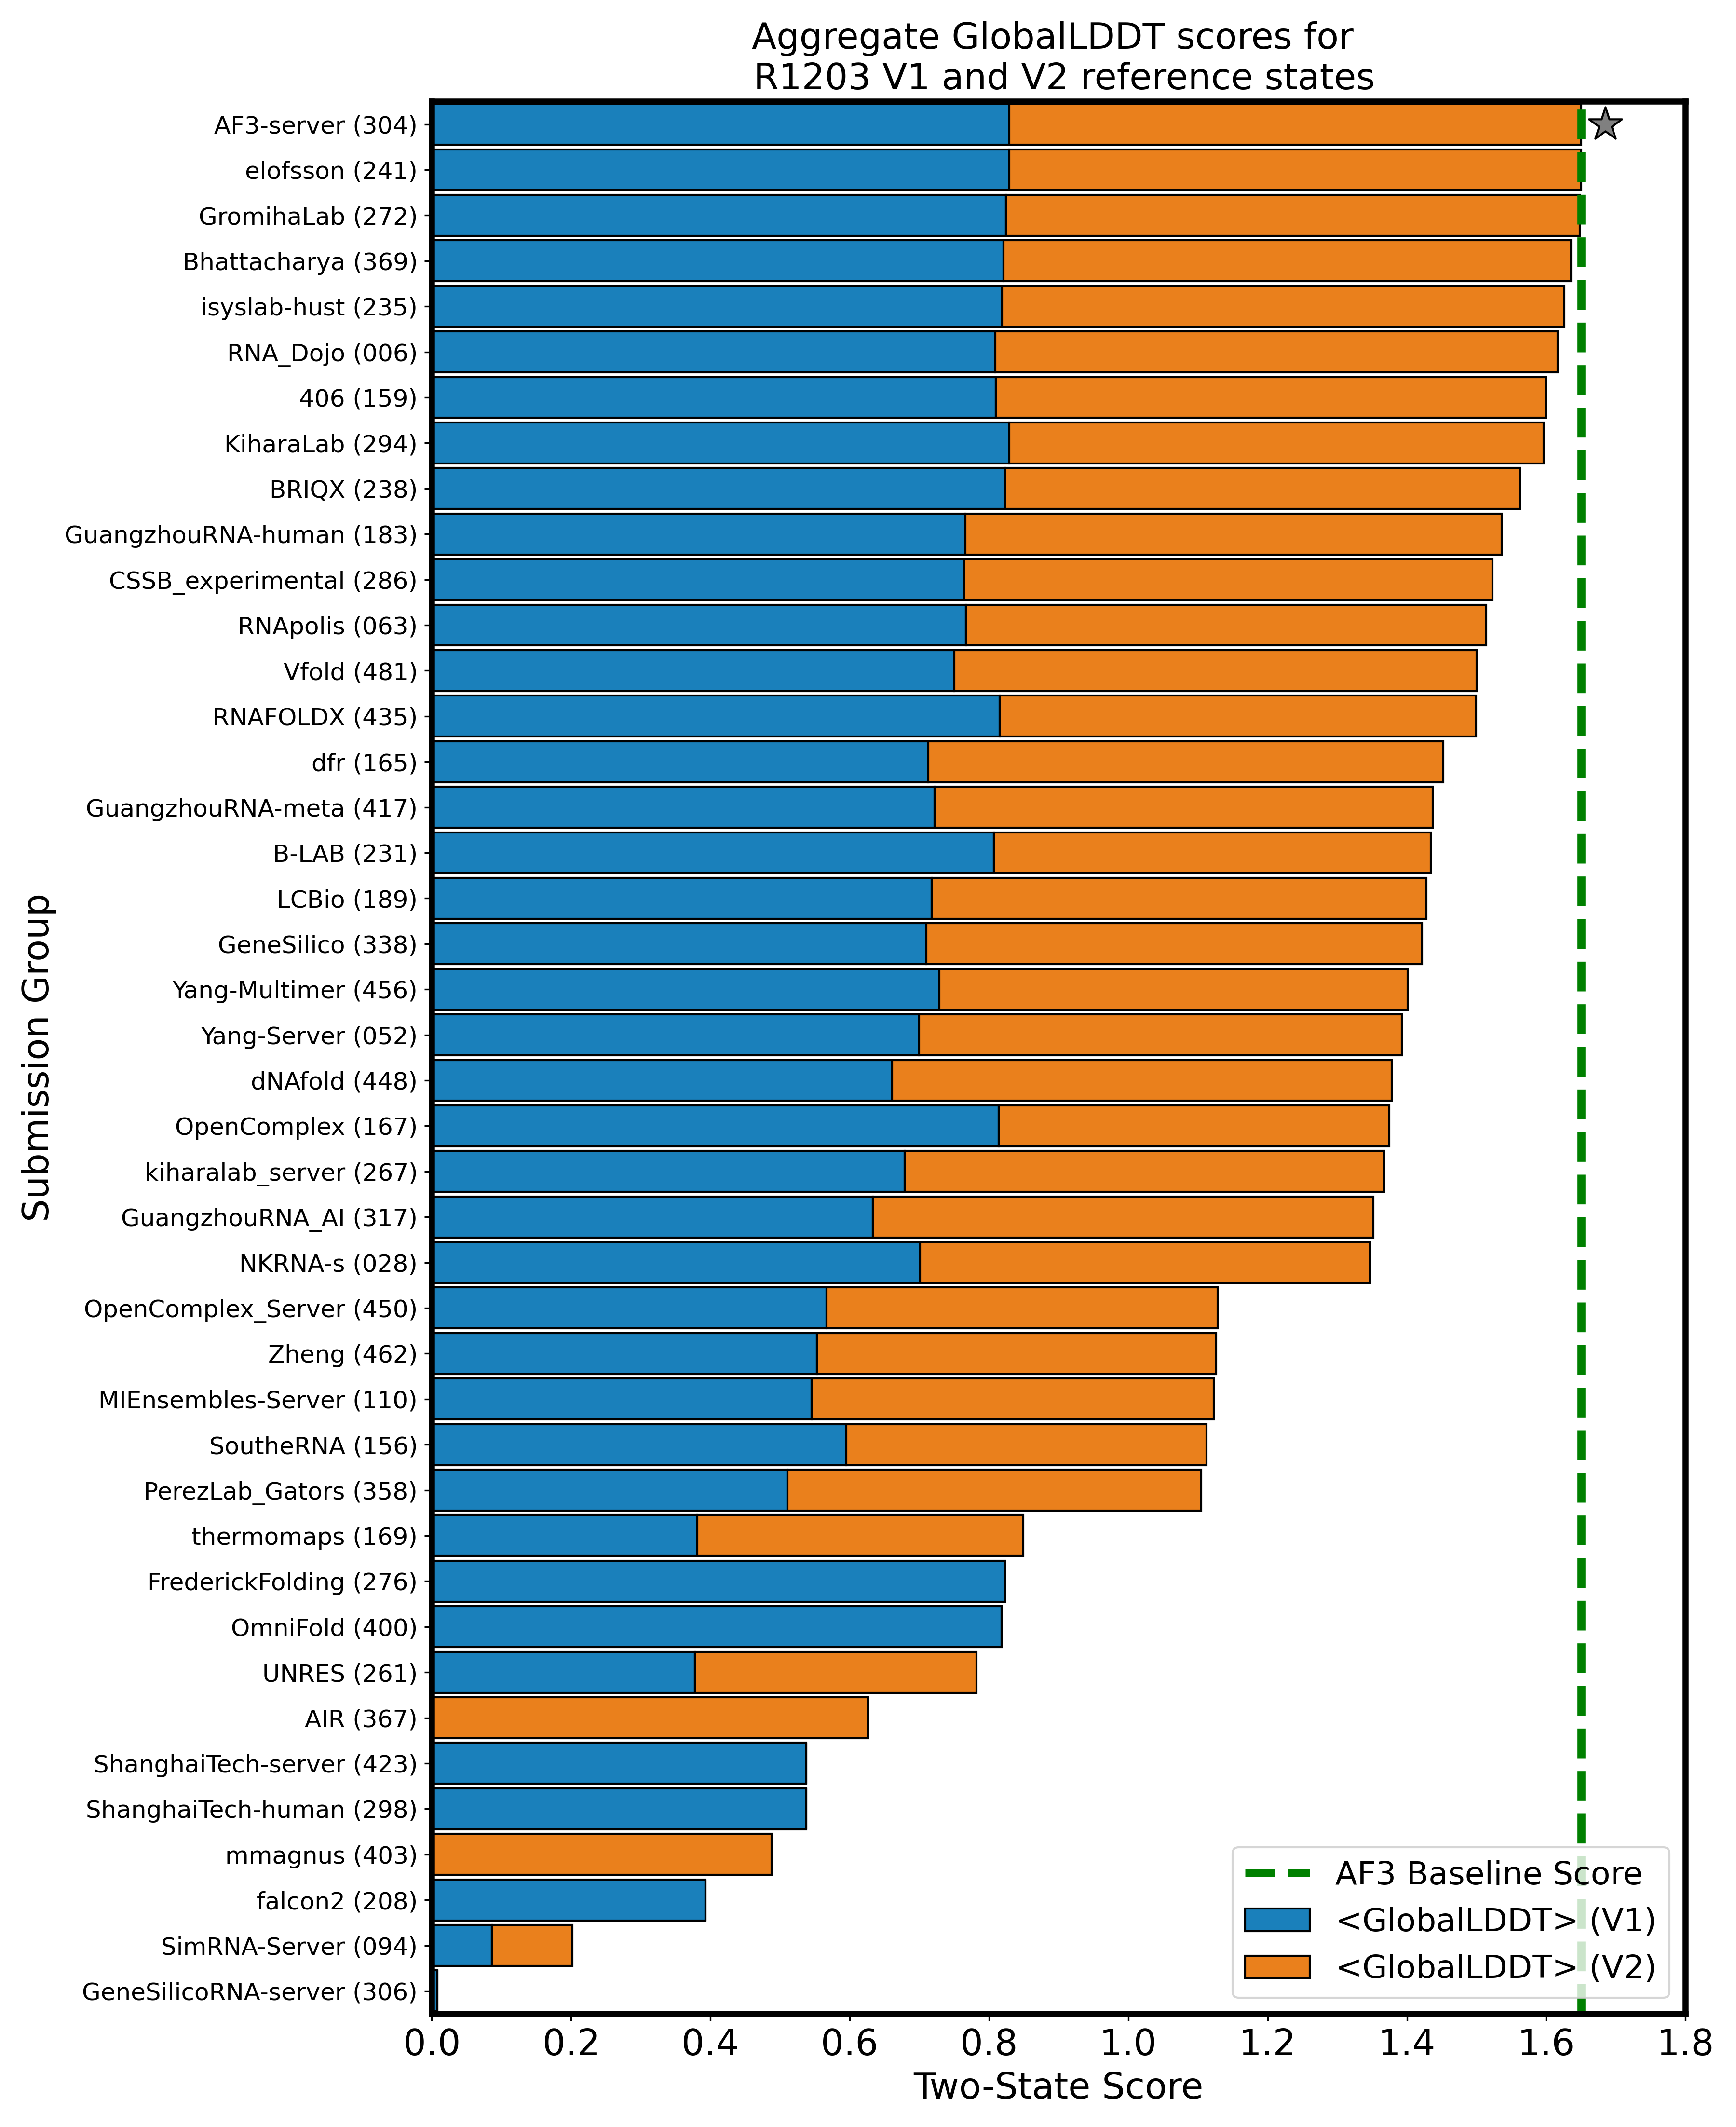 Aggregate GlobalLDDT scores for
R1203 V1 and V2 reference states
AF3-server (304)
elofsson (241)
GromihaLab (272)
Bhattacharya (369)
isyslab-hust (235)
RNA_Dojo (006)
406 (159)
KiharaLab (294)
BRIQX (238)
GuangzhouRNA-human (183)
CSSB_experimental (286)
RNApolis (063)
Vfold (481)
RNAFOLDX (435)
dfr (165)
GuangzhouRNA-meta (417)
B-LAB (231)
LCBio (189)
GeneSilico (338)
Yang-Multimer (456)
Yang-Server (052)
dNAfold (448)
OpenComplex (167)
kiharalab_server (267)
GuangzhouRNA_AI (317)
NKRNA-s (028)
OpenComplex_Server (450)
Zheng (462)
MIEnsembles-Server (110)
SoutheRNA (156)
PerezLab_Gators (358)
thermomaps (169)
FrederickFolding (276)
OmniFold (400)
UNRES (261)
AIR (367)
ShanghaiTech-server (423)
ShanghaiTech-human (298)
mmagnus (403)
falcon2 (208)
SimRNA-Server (094)
GeneSilicoRNA-server (306)
Submission Group
AF3 Baseline Score
<GlobalLDDT> (V1)
<GlobalLDDT> (V2)
0.0 0.2 0.4 0.6 0.8 1.0 1.2 1.4 1.6 1.8
Two-State Score